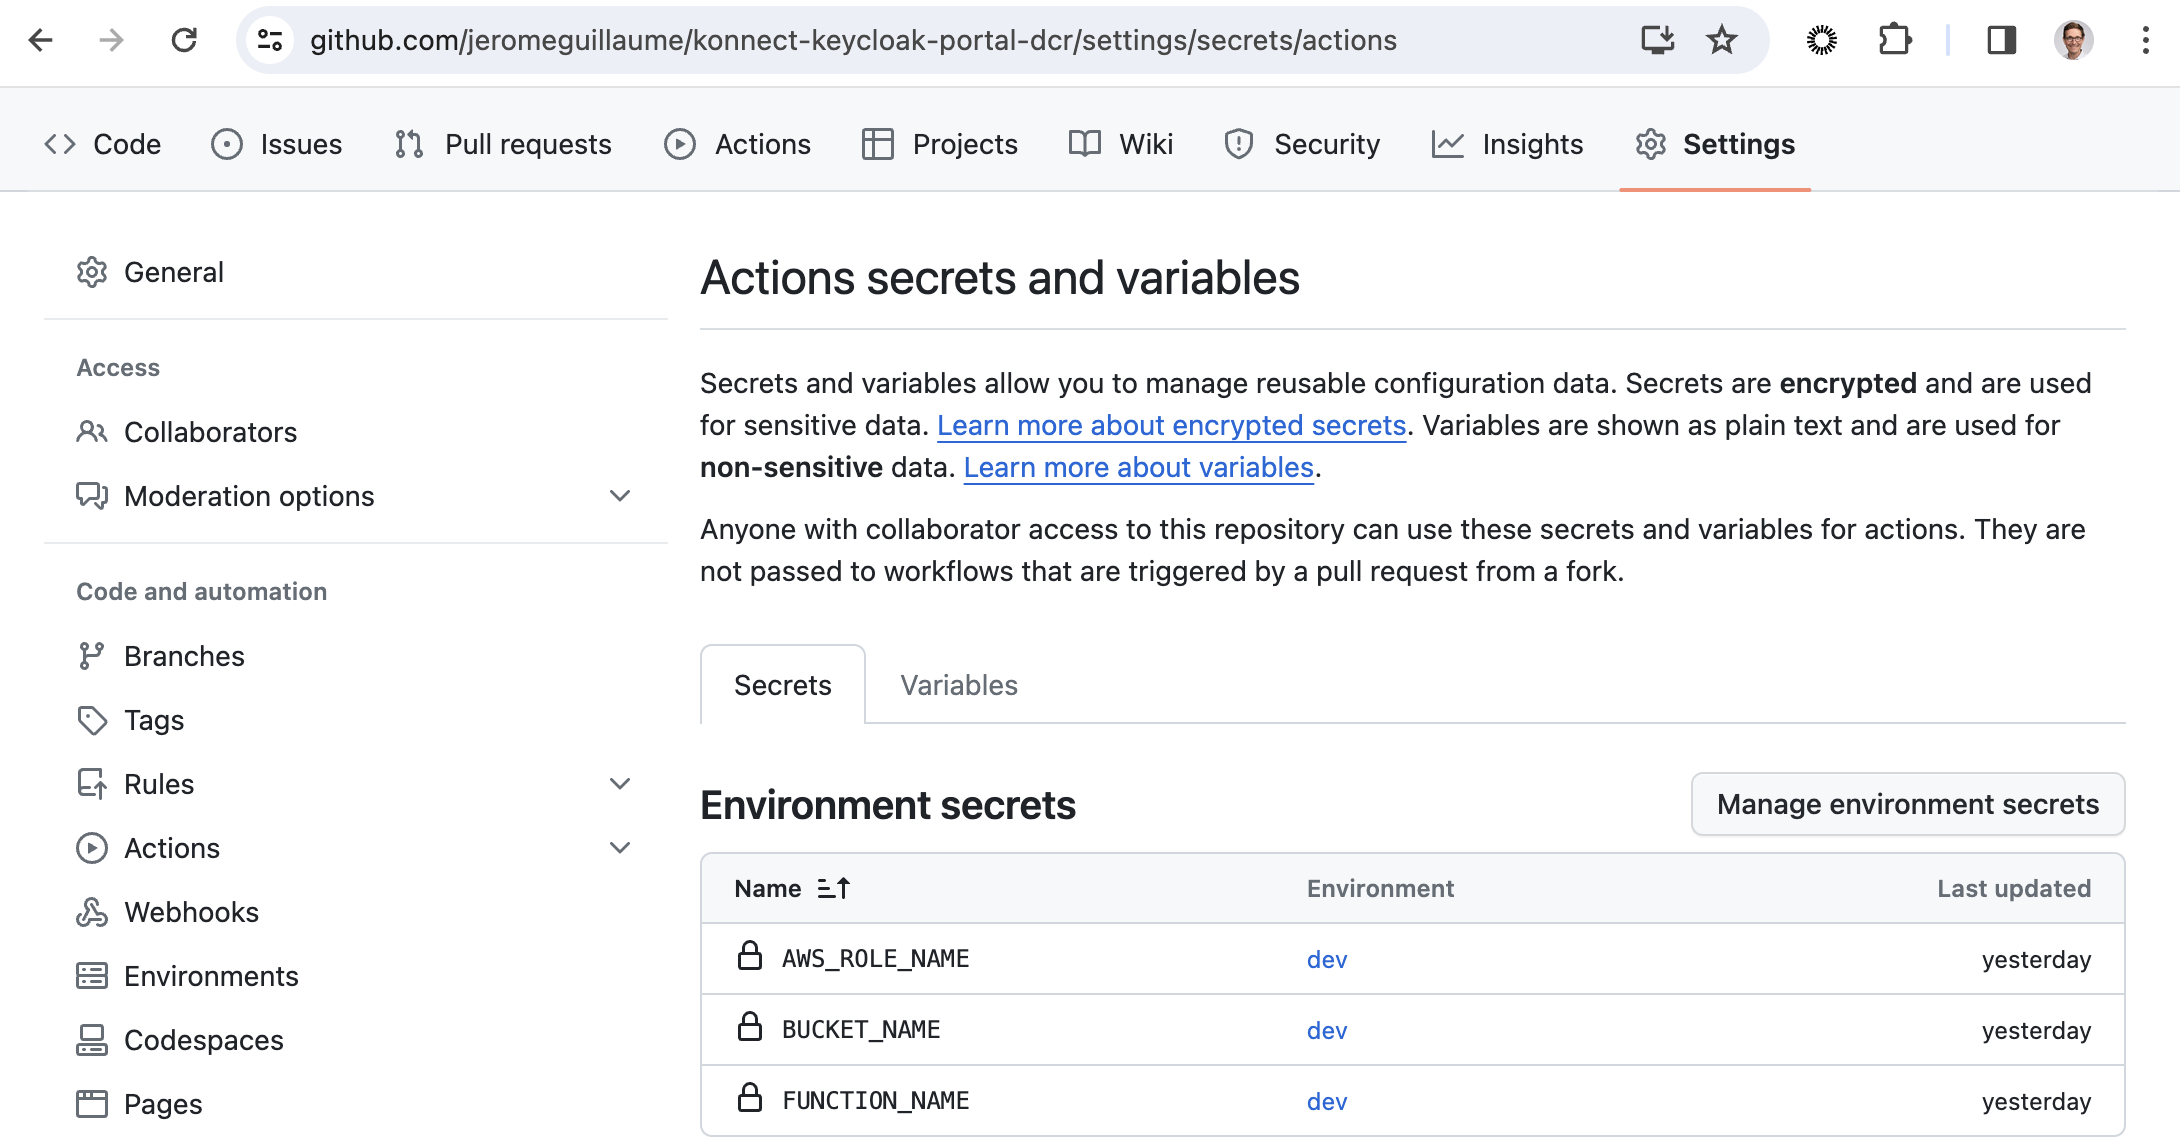 github.com/jeromeguillaume/konnect-keycloak-portal-dcr/settings/secrets/actions
Code Issues Pull requests Actions Projects Wiki Security Insights Settings
General
Access
Collaborators
Moderation options
Code and automation
Branches
Tags
Rules
Actions
Webhooks
Environments
Codespaces
Pages
Actions secrets and variables
Secrets and variables allow you to manage reusable configuration data. Secrets are encrypted and are used
for sensitive data. Learn more about encrypted secrets. Variables are shown as plain text and are used for
non-sensitive data. Learn more about variables.
Anyone with collaborator access to this repository can use these secrets and variables for actions. They are
not passed to workflows that are triggered by a pull request from a fork.
Secrets Variables
Environment secrets Manage environment secrets
Name Environment Last updated
AWS_ROLE_NAME dev yesterday
BUCKET_NAME dev yesterday
FUNCTION_NAME dev yesterday